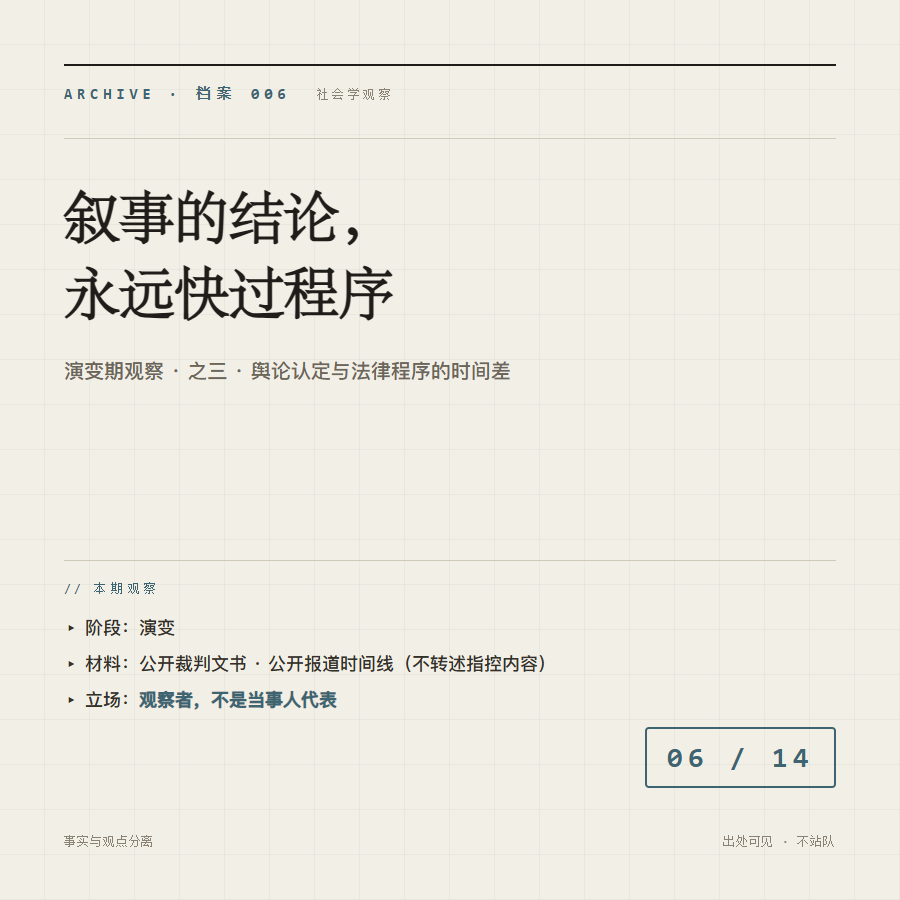 ARCHIVE · 档案 006 社会学观察
叙事的结论，
永远快过程序
演变期观察 · 之三 · 舆论认定与法律程序的时间差
// 本期观察
▸ 阶段：演变
▸ 材料：公开裁判文书 · 公开报道时间线（不转述指控内容）
▸ 立场：观察者，不是当事人代表
06 / 14
事实与观点分离
出处可见 · 不站队